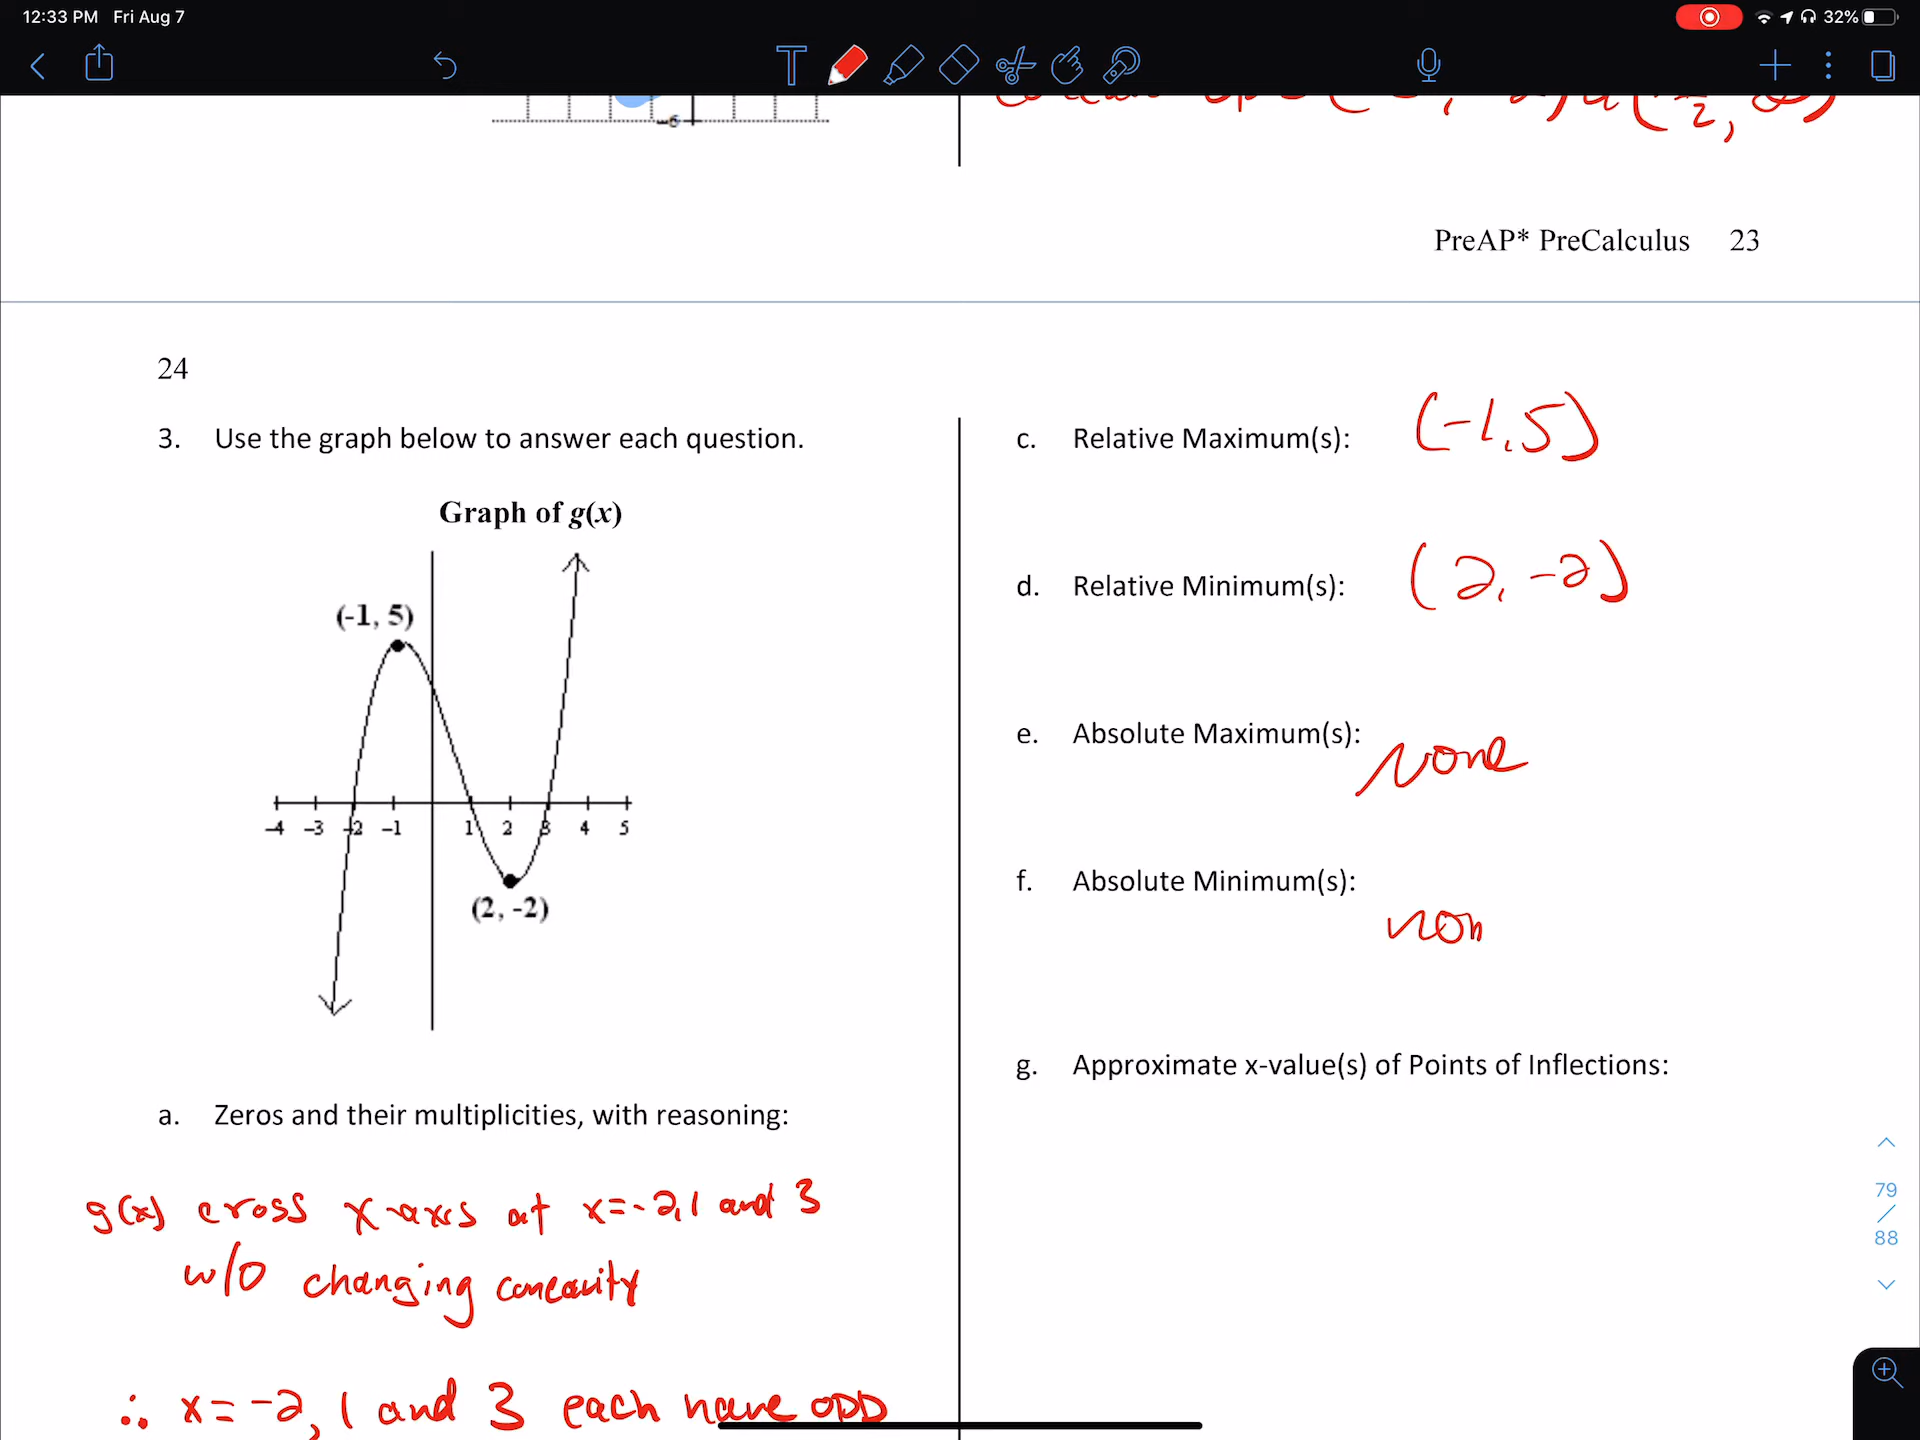 12:33 PM Fri Aug 7
32%
-6
PreAP* PreCalculus 23
24
3. Use the graph below to answer each question.
Graph of g(x)
(-1, 5)
-4 -3 -2 -1 1 2 3 4 5
(2, -2)
a. Zeros and their multiplicities, with reasoning:
g(x) cross x-axis at x=-2,1 and 3
w/o changing concavity
∴ x=-2, 1 and 3 each have ODD
c. Relative Maximum(s): (-1,5)
d. Relative Minimum(s): (2,-2)
e. Absolute Maximum(s): None
f. Absolute Minimum(s):
non
g. Approximate x-value(s) of Points of Inflections:
79
/
88